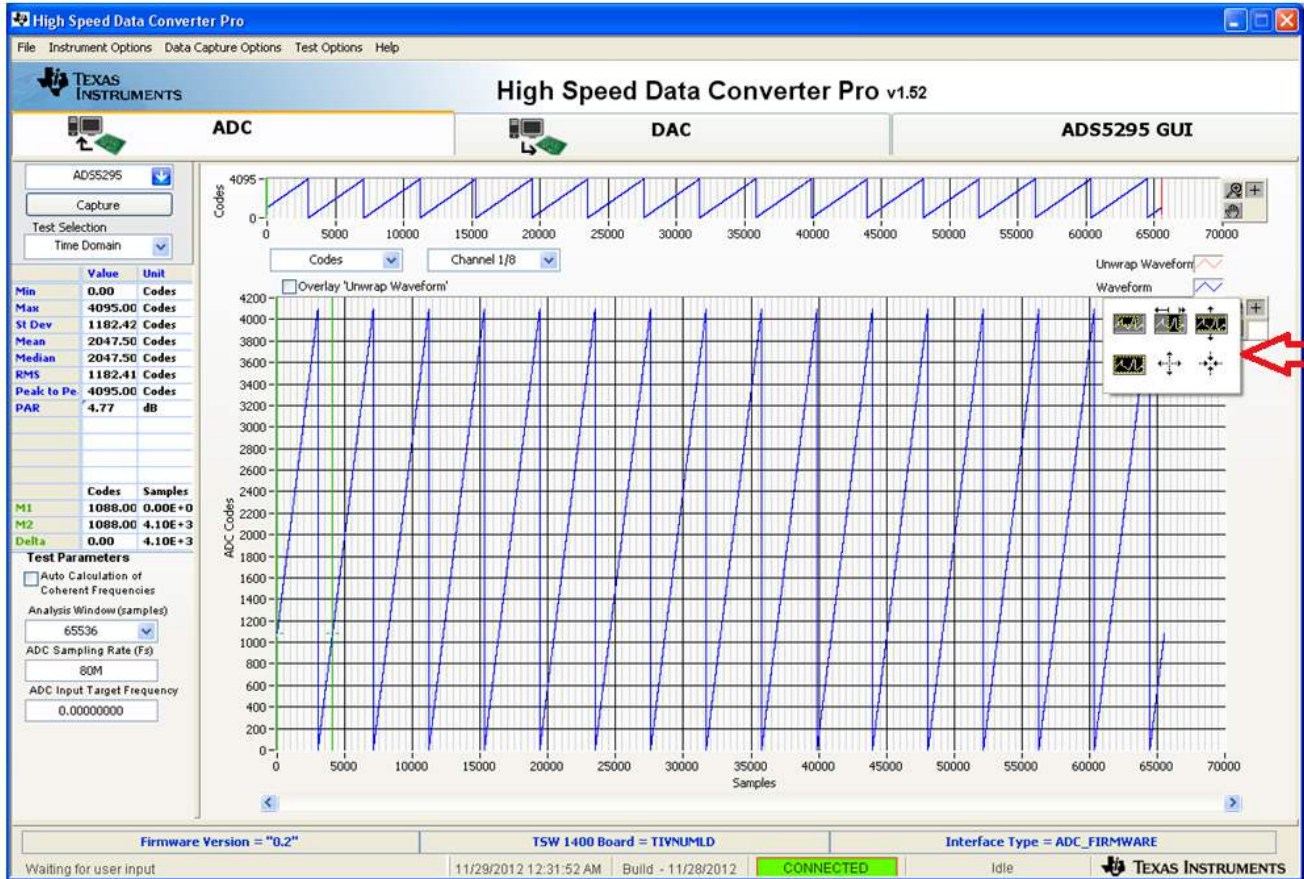 High Speed Data Converter Pro
File Instrument Options Data Capture Options Test Options Help
TEXAS INSTRUMENTS
High Speed Data Converter Pro v1.52
ADC
DAC
ADS5295 GUI
ADS5295
Capture
Test Selection
Time Domain
Value Unit
Min 0.00 Codes
Max 4095.00 Codes
St Dev 1182.42 Codes
Mean 2047.50 Codes
Median 2047.50 Codes
RMS 1182.41 Codes
Peak to Pe 4095.00 Codes
PAR 4.77 dB
Codes Samples
M1 1088.00 0.00E+0
M2 1088.00 4.10E+3
Delta 0.00 4.10E+3
Test Parameters
Auto Calculation of
Coherent Frequencies
Analysis Window (samples)
65536
ADC Sampling Rate (Fs)
80M
ADC Input Target Frequency
0.00000000
Codes
4095
0
0 5000 10000 15000 20000 25000 30000 35000 40000 45000 50000 55000 60000 65000 70000
Codes
Channel 1/8
Unwrap Waveform
Overlay 'Unwrap Waveform'
Waveform
ADC Codes
4200
4000
3800
3600
3400
3200
3000
2800
2600
2400
2200
2000
1800
1600
1400
1200
1000
800
600
400
200
0
0 5000 10000 15000 20000 25000 30000 35000 40000 45000 50000 55000 60000 65000 70000
Samples
Firmware Version = "0.2"
TSW 1400 Board = TIVNUMLD
Interface Type = ADC_FIRMWARE
Waiting for user input
11/29/2012 12:31:52 AM
Build - 11/28/2012
CONNECTED
Idle
TEXAS INSTRUMENTS